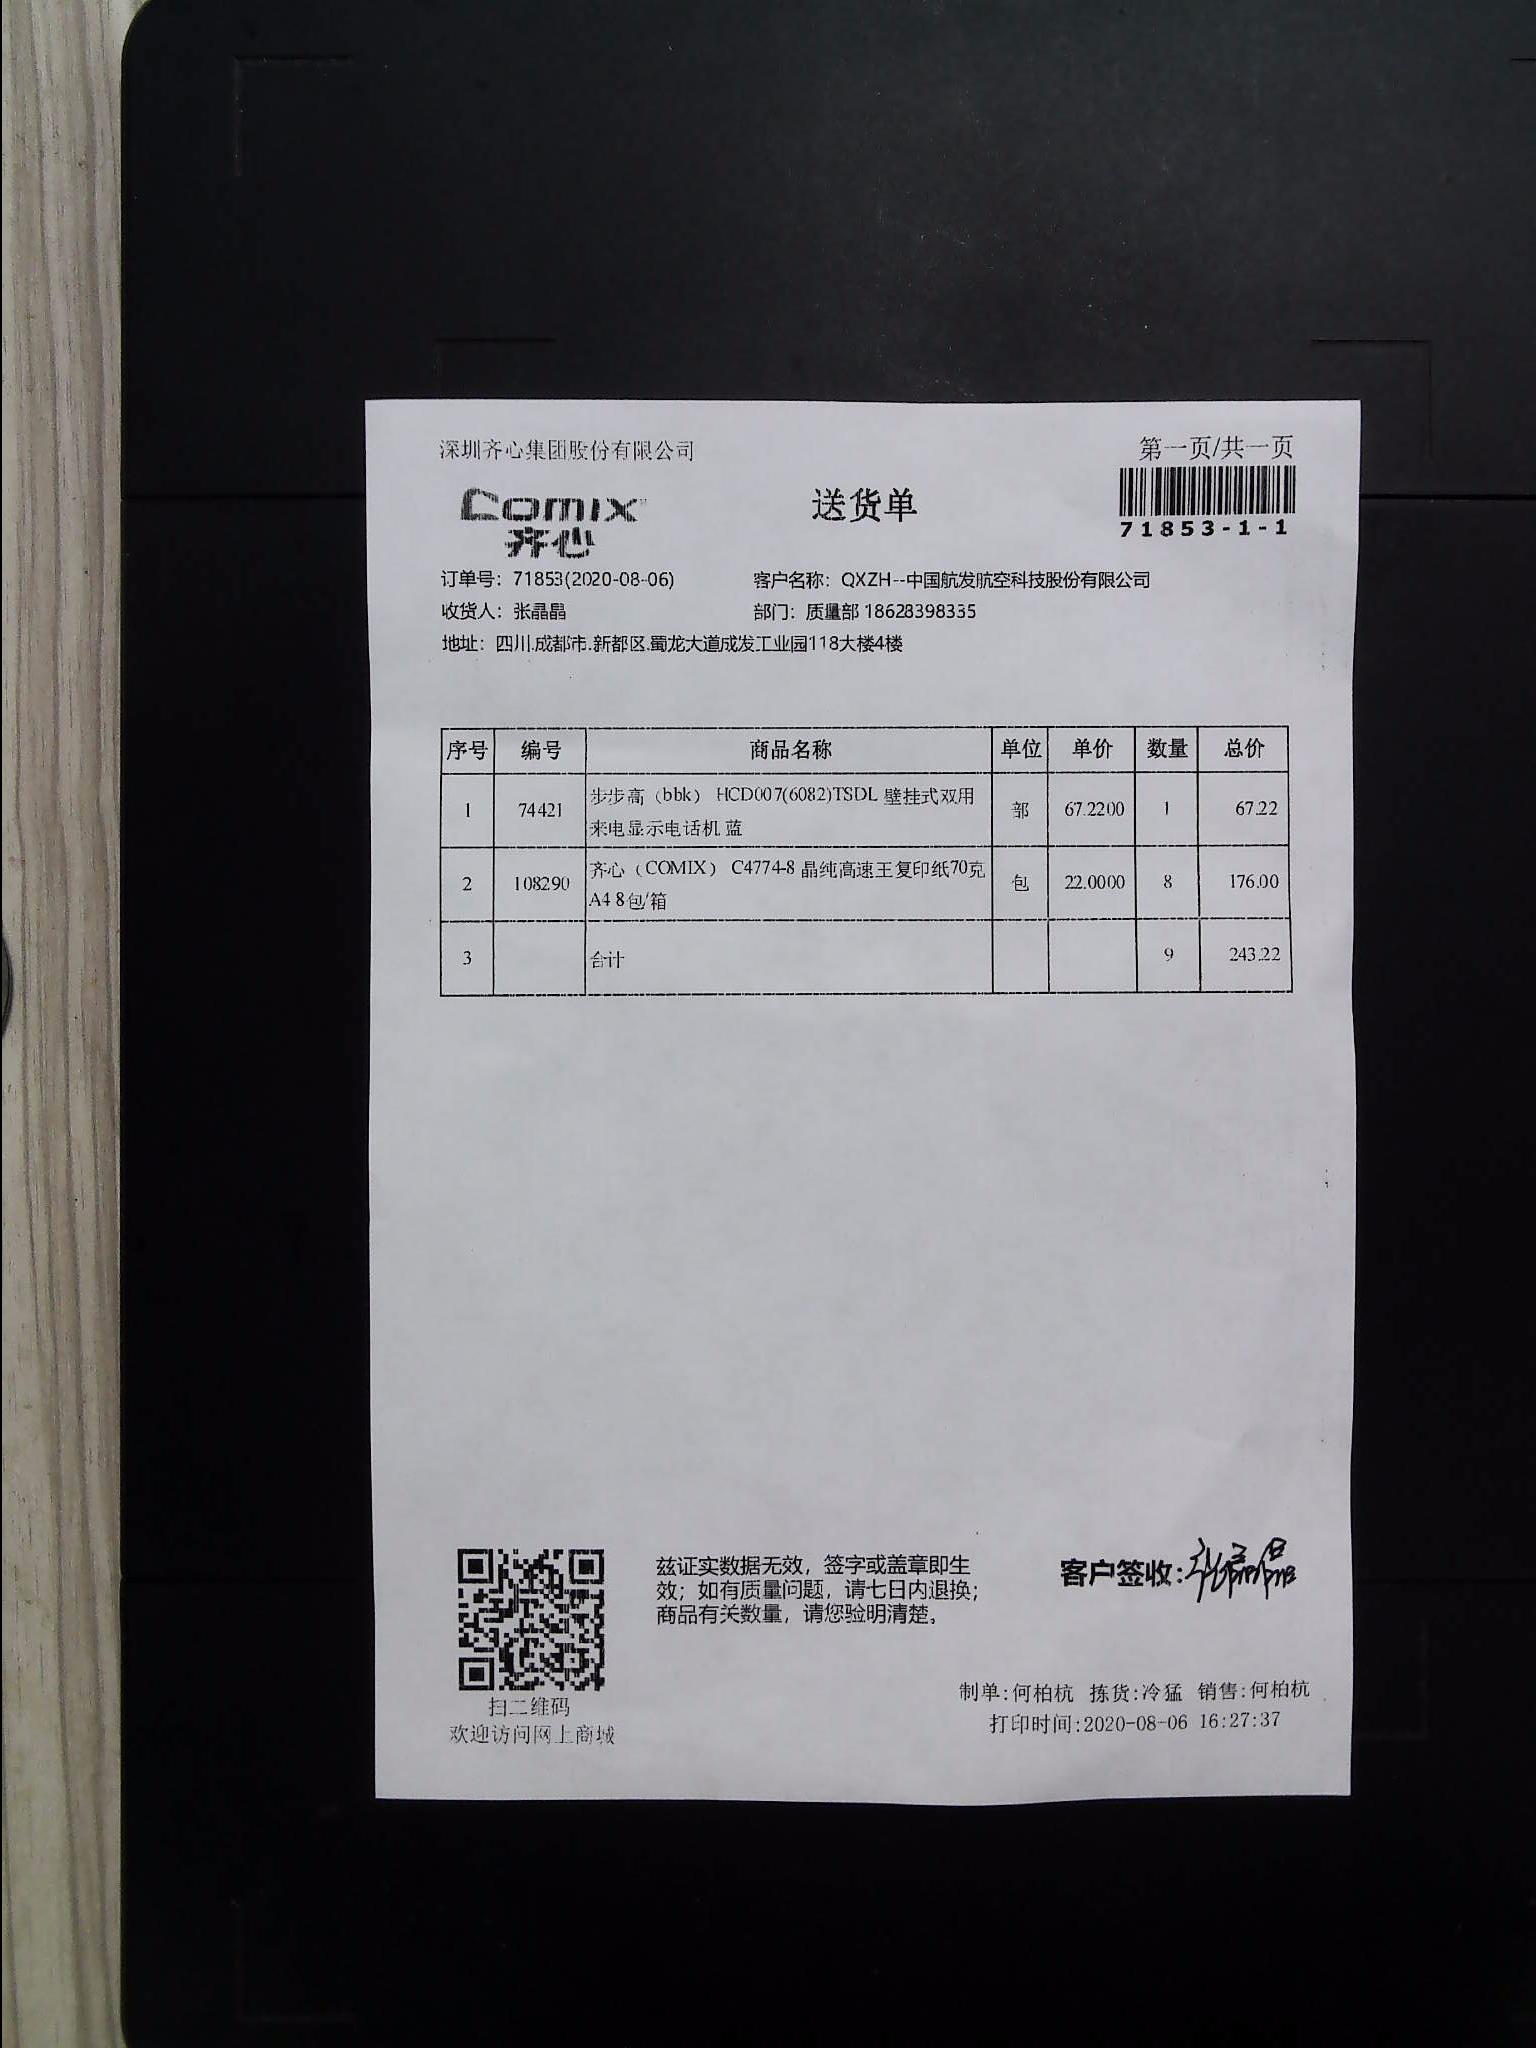 深圳齐心集团股份有限公司
第一页/共一页
Comix
齐心
送货单
71853-1-1
订单号：71853(2020-08-06)
客户名称：QXZH--中国航发航空科技股份有限公司
收货人：张晶晶
部门：质量部 18628398335
地址：四川.成都市.新都区.蜀龙大道成发工业园118大楼4楼
序号 编号 商品名称 单位 单价 数量 总价
1 74421 步步高（bbk） HCD007(6082)TSDL 壁挂式双用来电显示电话机 蓝 部 67.2200 1 67.22
2 108290 齐心（COMIX） C4774-8 晶纯高速王复印纸70克 A4 8包/箱 包 22.0000 8 176.00
3 合计 9 243.22
兹证实数据无效，签字或盖章即生
效；如有质量问题，请七日内退换；
商品有关数量，请您验明清楚。
客户签收:张晶晶
扫二维码
欢迎访问网上商城
制单:何柏杭 拣货:冷猛 销售:何柏杭
打印时间:2020-08-06 16:27:37